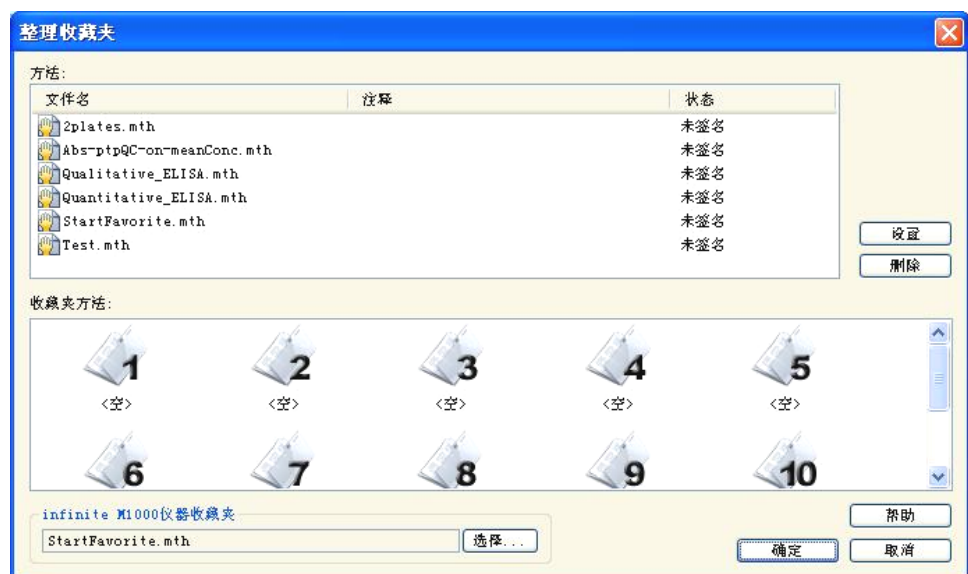 整理收藏夹
方法:
文件名 注释 状态
2plates.mth 未签名
Abs-ptpQC-on-meanConc.mth 未签名
Qualitative_ELISA.mth 未签名
Quantitative_ELISA.mth 未签名
StartFavorite.mth 未签名
Test.mth 未签名
设置
删除
收藏夹方法:
1 2 3 4 5
<空> <空> <空> <空> <空>
6 7 8 9 10
infinite M1000仪器收藏夹
StartFavorite.mth 选择...
帮助
确定 取消